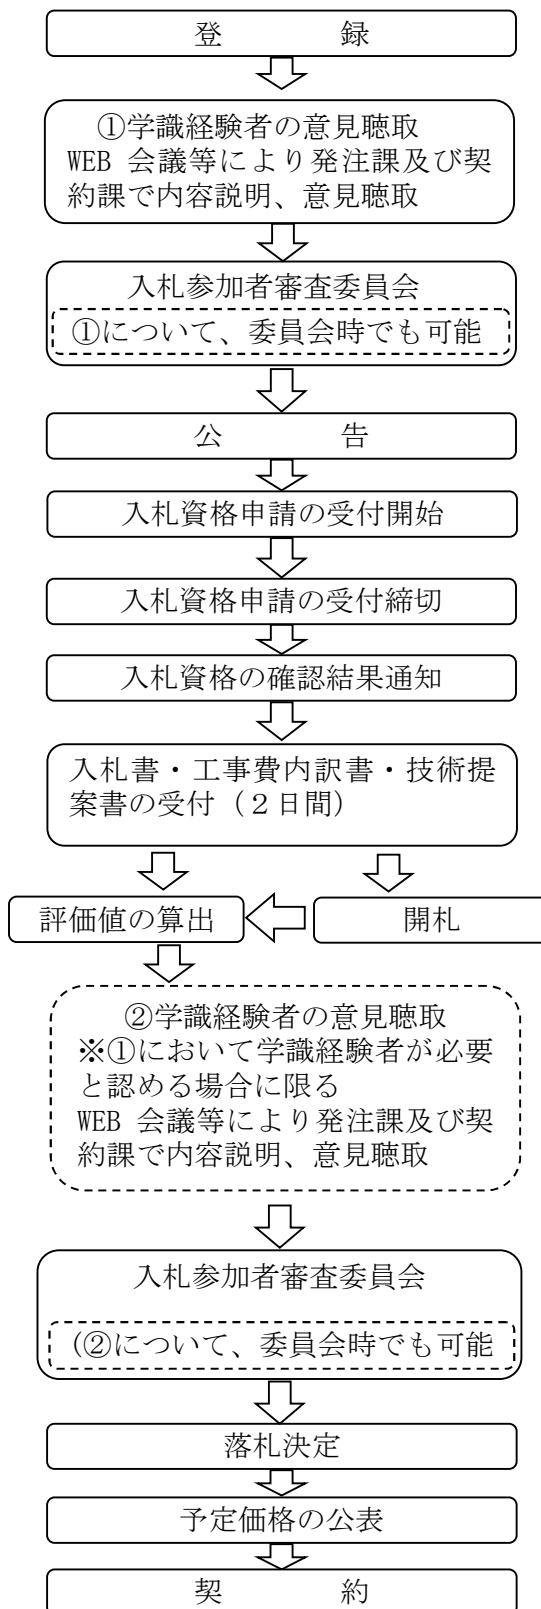 登　　　　　録
①学識経験者の意見聴取
WEB 会議等により発注課及び契
約課で内容説明、意見聴取
入札参加者審査委員会
①について、委員会時でも可能
公　　　　　告
入札資格申請の受付開始
入札資格申請の受付締切
入札資格の確認結果通知
入札書・工事費内訳書・技術提
案書の受付（２日間）
評価値の算出
開札
②学識経験者の意見聴取
※①において学識経験者が必要
と認める場合に限る
WEB 会議等により発注課及び契
約課で内容説明、意見聴取
入札参加者審査委員会
(②について、委員会時でも可能
落札決定
予定価格の公表
契　　　　　約